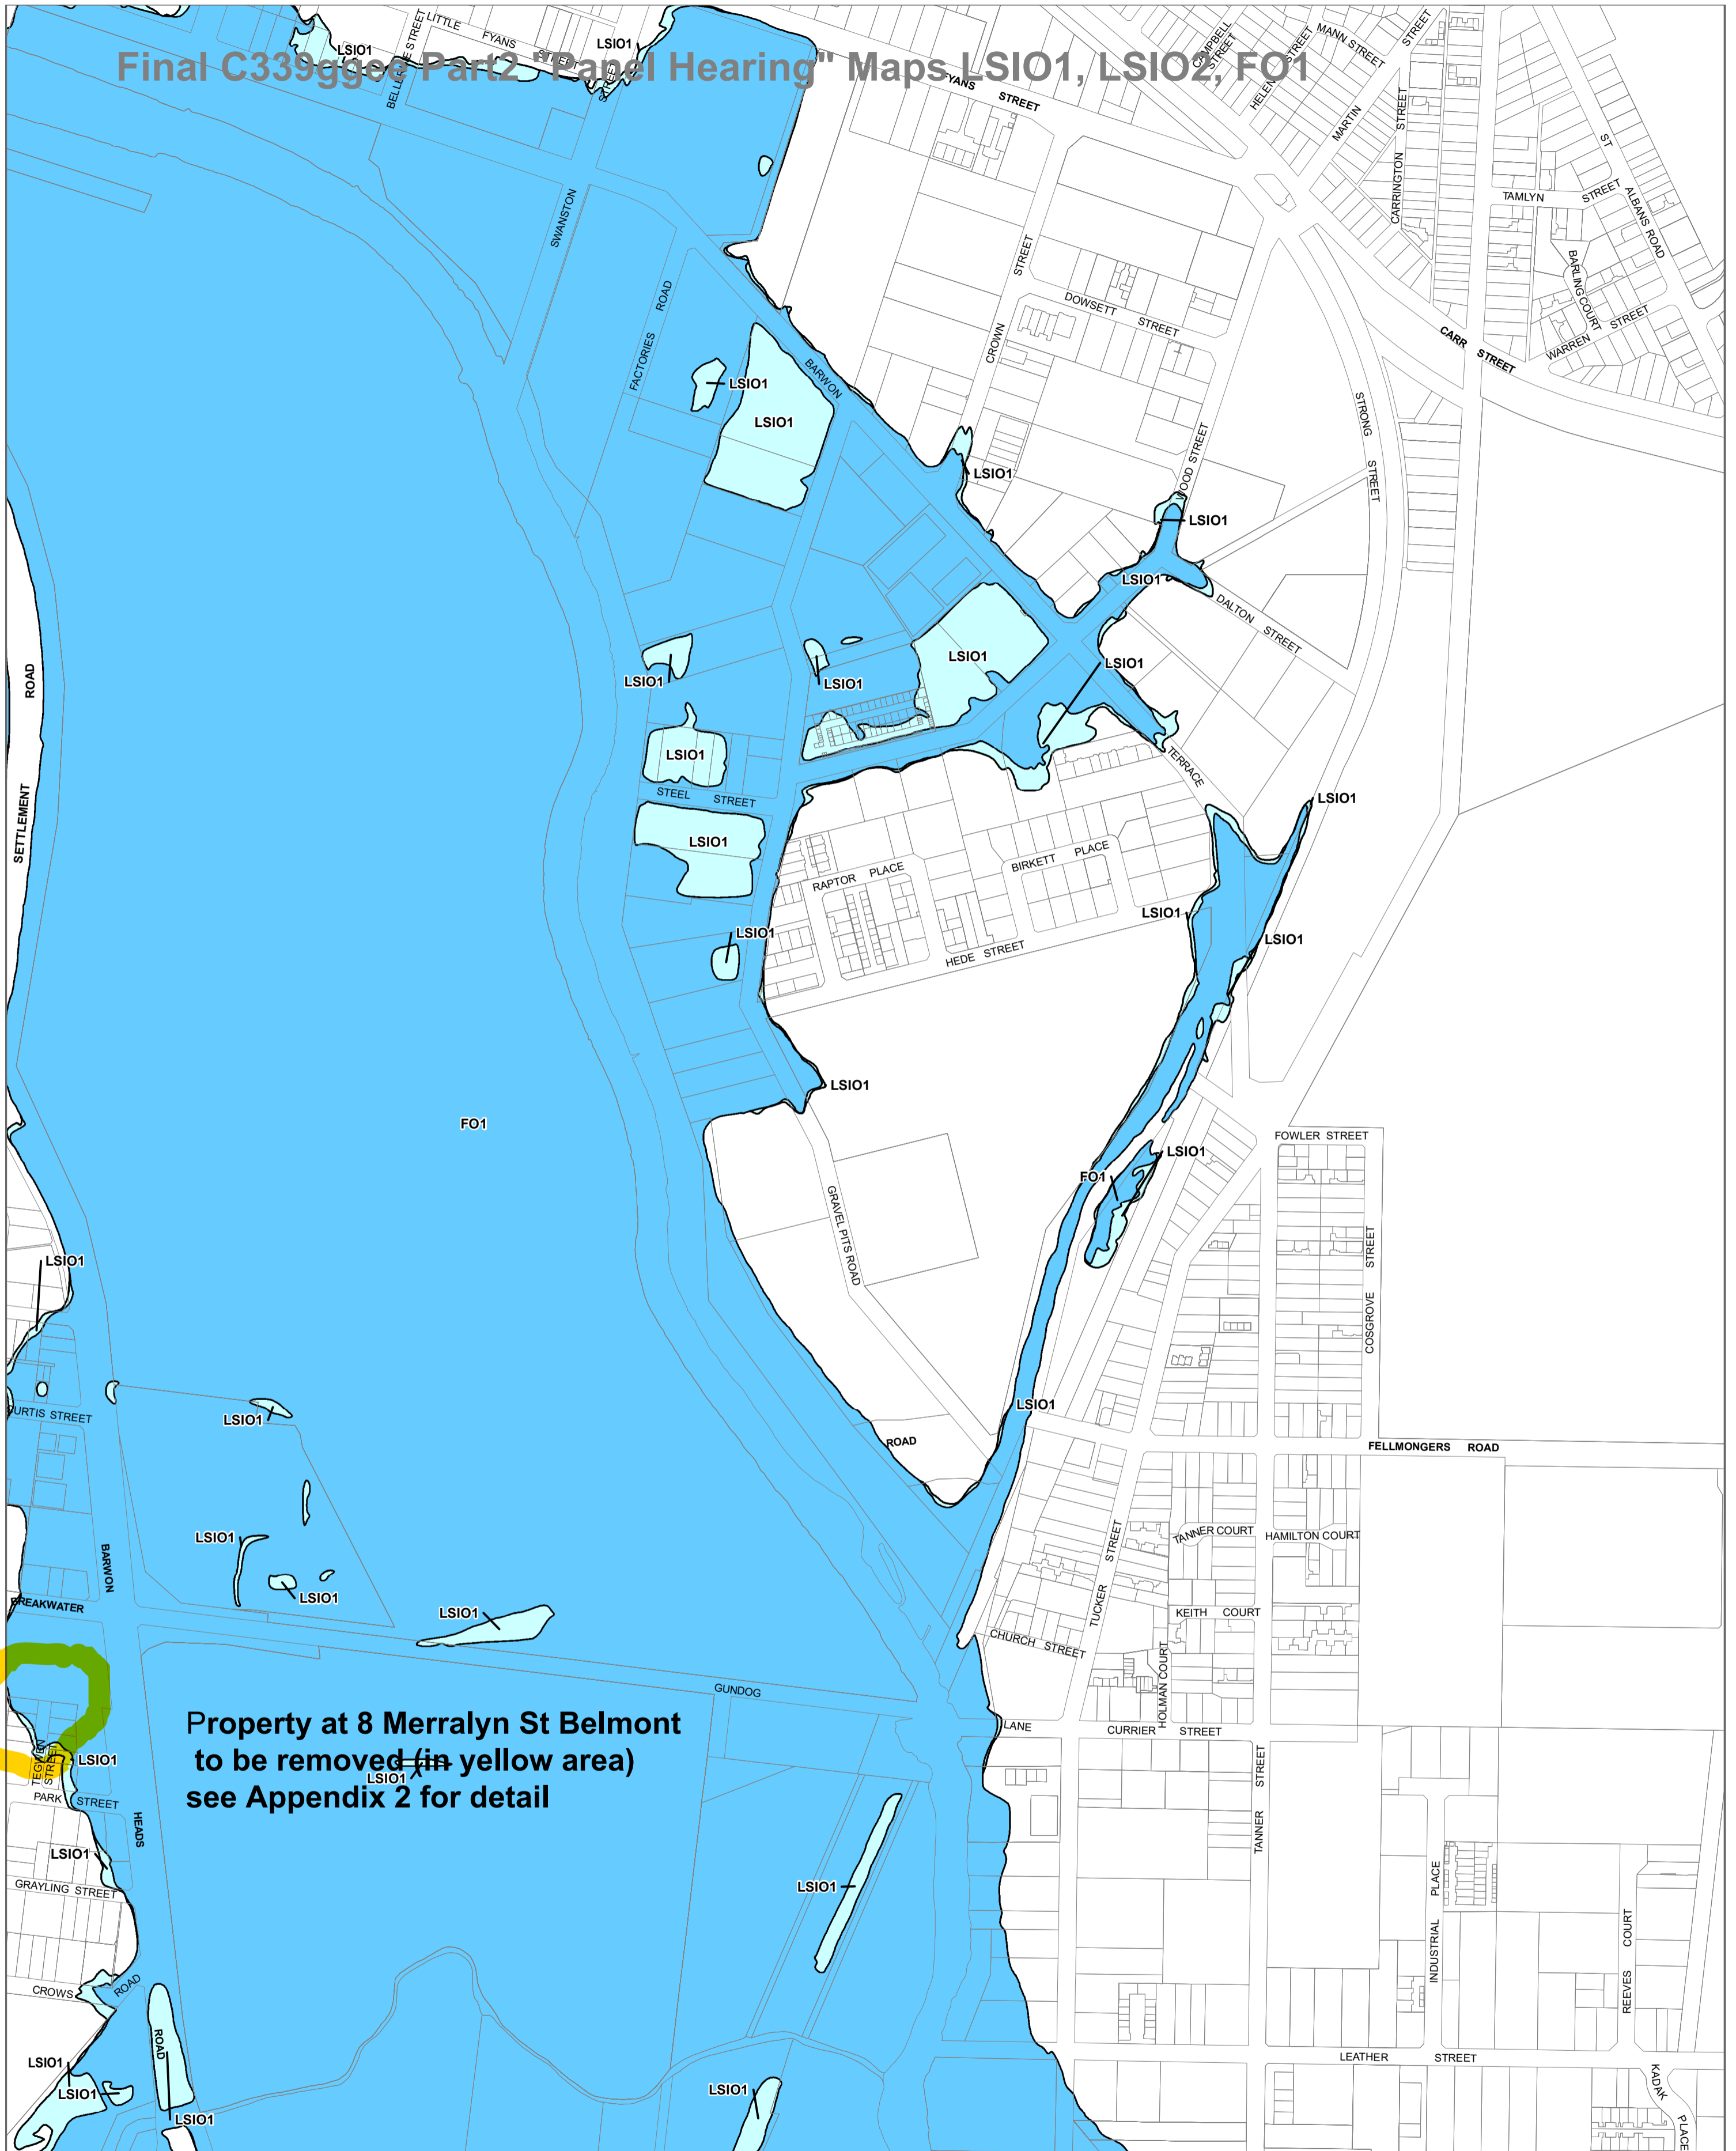 Final C339ggee Part2 "Panel Hearing" Maps LSIO1, LSIO2, FO1
LITTLE FYANS STREET
BELLERINE STREET
LSIO1
LSIO1
STREET
FYANS STREET
CAMPBELL STREET
HELEN STREET
MANN STREET
STREET
MARTIN
CARRINGTON STREET
ST ALBANS ROAD
TAMLYN STREET
BARLING COURT
WARREN STREET
CARR STREET
SWANSTON
FACTORIES ROAD
BARWON
CROWN STREET
DOWSETT STREET
WOOD STREET
STRONG STREET
LSIO1
LSIO1
LSIO1
LSIO1
LSIO1
DALTON STREET
LSIO1
LSIO1
LSIO1
LSIO1
LSIO1
STEEL STREET
LSIO1
TERRACE
LSIO1
SETTLEMENT ROAD
RAPTOR PLACE
BIRKETT PLACE
HEDE STREET
LSIO1
LSIO1
LSIO1
LSIO1
FO1
FOWLER STREET
LSIO1
FO1
GRAVEL PITS ROAD
COSGROVE STREET
LSIO1
LSIO1
LSIO1
URTIS STREET
ROAD
FELLMONGERS ROAD
LSIO1
LSIO1
BARWON
BREAKWATER
LSIO1
TANNER COURT
HAMILTON COURT
TUCKER STREET
KEITH COURT
CHURCH STREET
HOLMAN COURT
GUNDOG
LANE
CURRIER STREET
Property at 8 Merralyn St Belmont
to be removed (in yellow area)
see Appendix 2 for detail
LSIO1
LSIO1
TEGWEN STREET
PARK STREET
HEADS
TANNER STREET
LSIO1
GRAYLING STREET
LSIO1
INDUSTRIAL PLACE
REEVES COURT
CROWS ROAD
ROAD
LEATHER STREET
KADAK PLACE
LSIO1
LSIO1
LSIO1
LSIO1